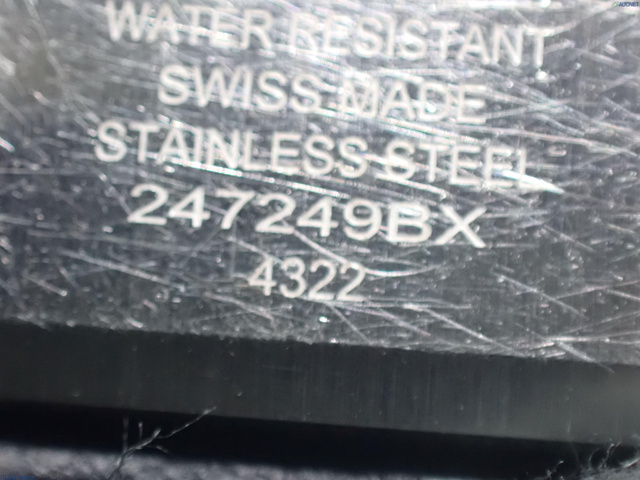 WATER RESISTANT
SWISS MADE
STAINLESS STEEL
247249BX
4322